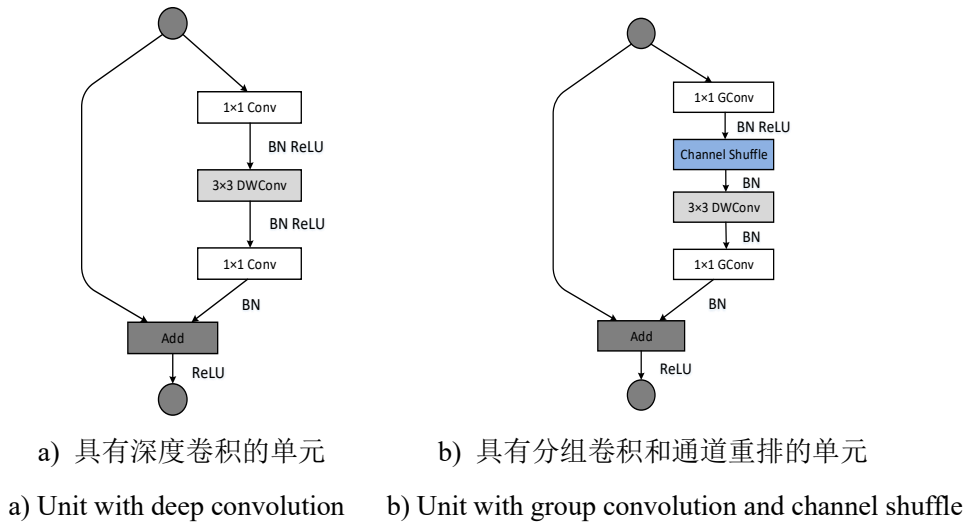 1×1 Conv
BN ReLU
3×3 DWConv
BN ReLU
1×1 Conv
BN
Add
ReLU
1×1 GConv
BN ReLU
Channel Shuffle
BN
3×3 DWConv
BN
1×1 GConv
BN
Add
ReLU
a) 具有深度卷积的单元
b) 具有分组卷积和通道重排的单元
a) Unit with deep convolution
b) Unit with group convolution and channel shuffle